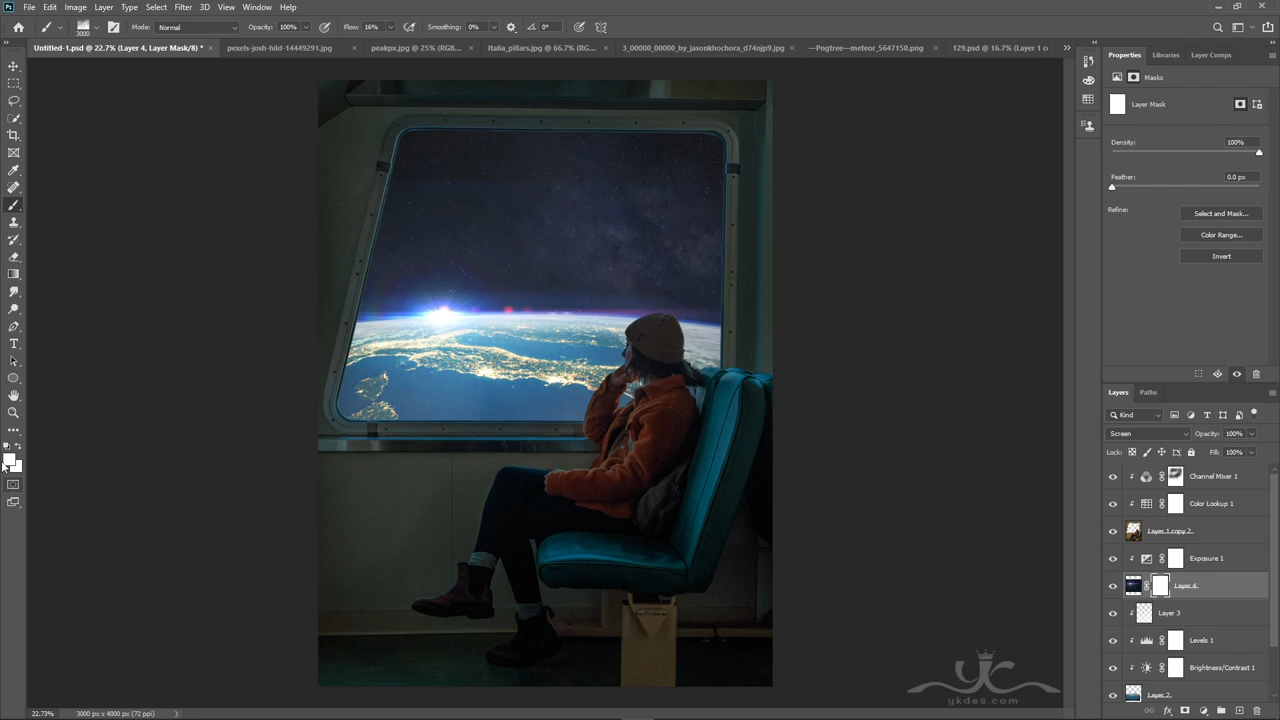 File Edit Image Layer Type Select Filter 3D View Window Help
3000 Mode: Normal Opacity: 100% Flow: 16% Smoothing: 0% 0°
Untitled-1.psd @ 22.7% (Layer 4, Layer Mask/8) * pexels-josh-hild-14449291.jpg peakpx.jpg @ 25% (RGB... Italia_pillars.jpg @ 66.7% (RGB... 3_00000_00000_by_jasonkhochora_d74njp9.jpg —Pngtree—meteor_5647150.png 129.psd @ 16.7% (Layer 1 c
Properties Libraries Layer Comps
Masks
Layer Mask
Density: 100%
Feather: 0.0 px
Refine: Select and Mask...
Color Range...
Invert
Layers Paths
Kind
Screen Opacity: 100%
Lock: Fill: 100%
Channel Mixer 1
Color Lookup 1
Layer 1 copy 2
Exposure 1
Layer 4
Layer 3
Levels 1
Brightness/Contrast 1
Layer 2
yk
ykdes.com
22.73% 3000 px x 4000 px (72 ppi)